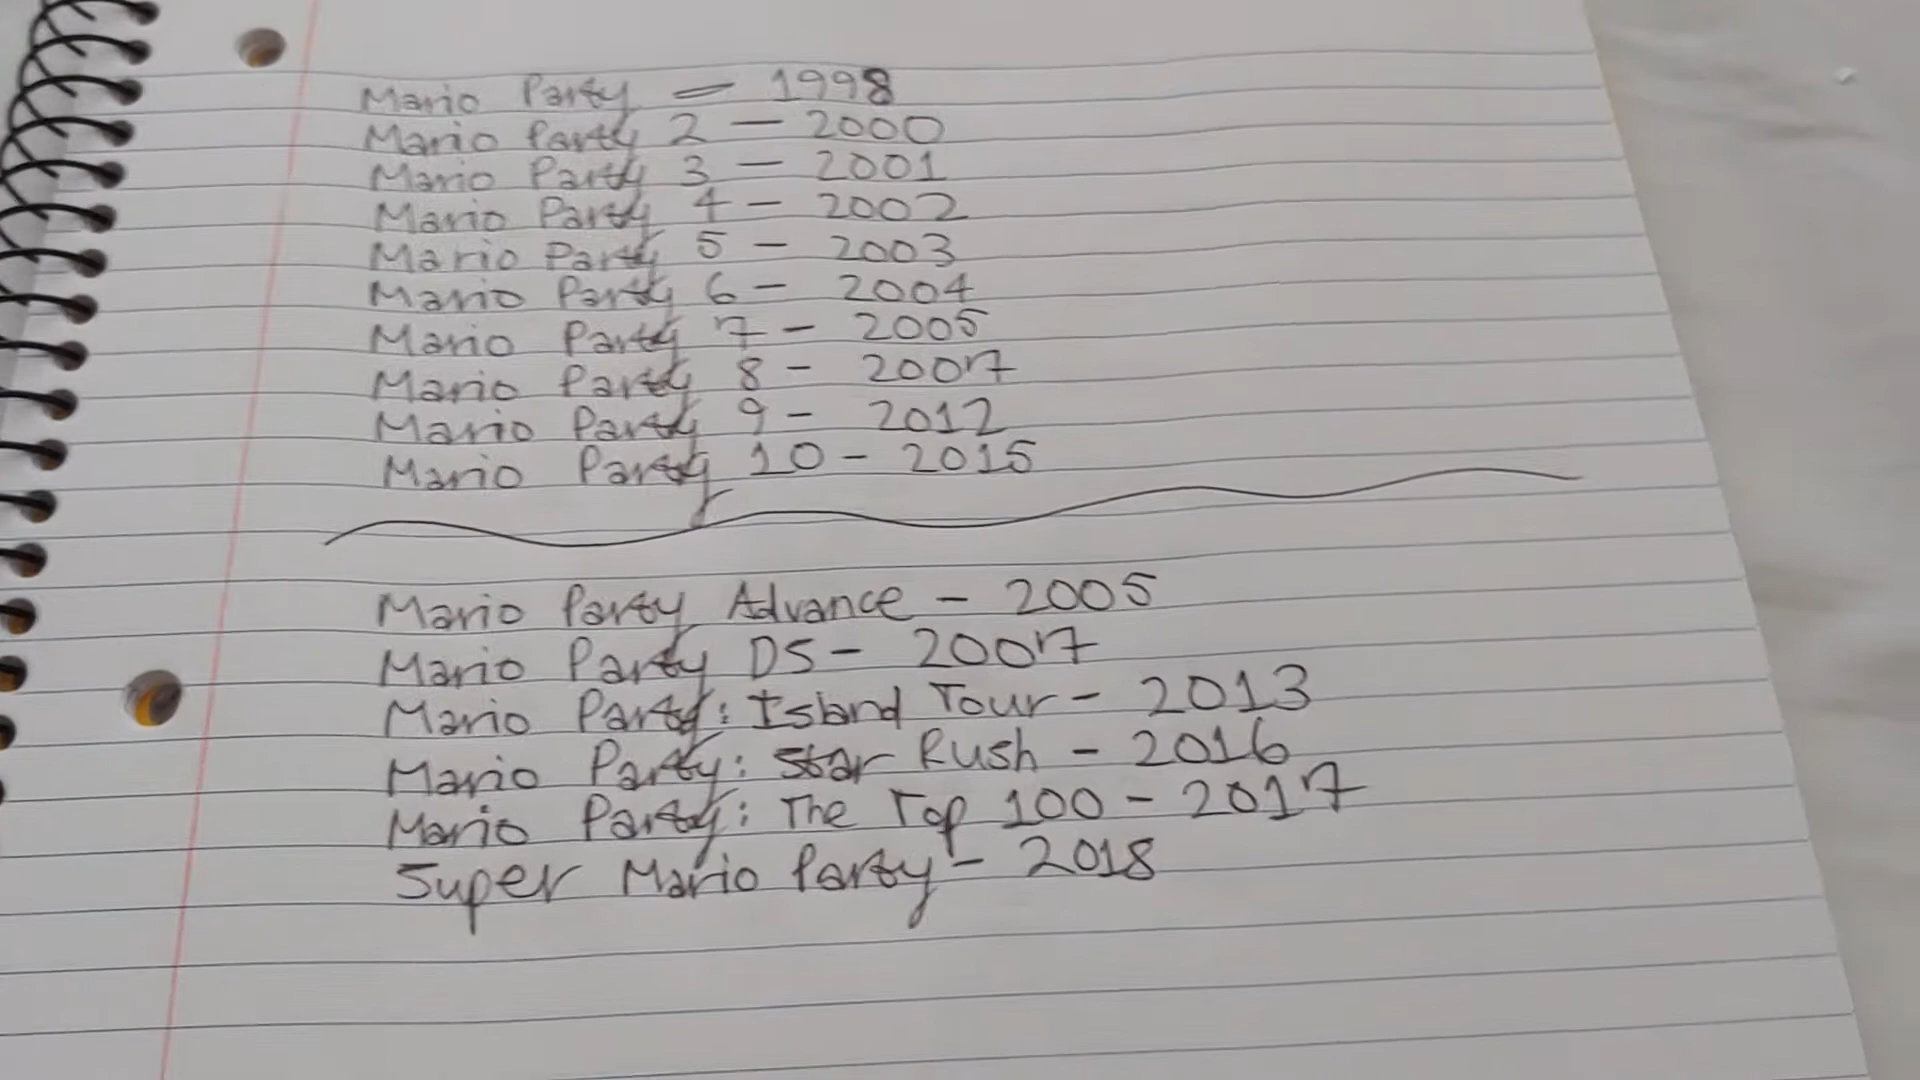 Mario Party — 1998
Mario Party 2 — 2000
Mario Party 3 — 2001
Mario Party 4 — 2002
Mario Party 5 — 2003
Mario Party 6 — 2004
Mario Party 7 — 2005
Mario Party 8 — 2007
Mario Party 9 — 2012
Mario Party 10 — 2015
Mario Party Advance — 2005
Mario Party DS — 2007
Mario Party: Island Tour — 2013
Mario Party: Star Rush — 2016
Mario Party: The Top 100 — 2017
Super Mario Party — 2018